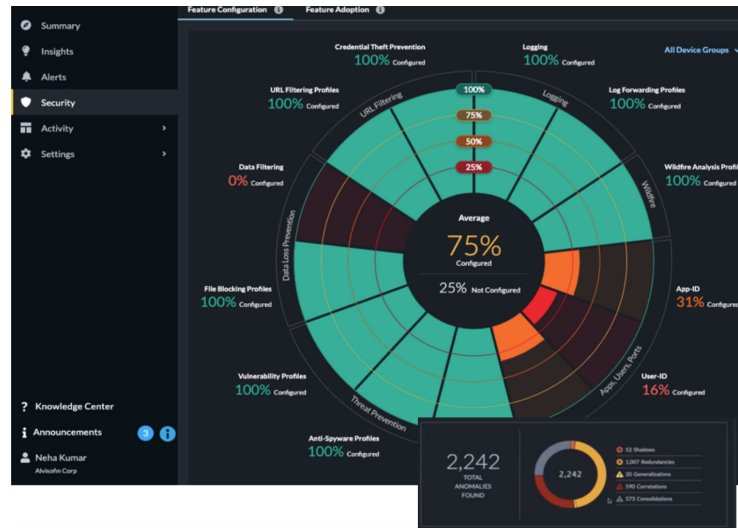 Feature Configuration
Feature Adoption
Summary
Insights
Alerts
Security
Activity
Settings
All Device Groups
Credential Theft Prevention
100% Configured
Logging
100% Configured
URL Filtering Profiles
100% Configured
Log Forwarding Profiles
100% Configured
Data Filtering
0% Configured
Wildfire Analysis Profi
100% Configured
File Blocking Profiles
100% Configured
App-ID
31% Configured
Vulnerability Profiles
100% Configured
User-ID
16% Configured
Anti-Spyware Profiles
100% Configured
URL Filtering
Logging
Wildfire
Data Loss Prevention
Threat Prevention
Apps, Users, Ports
100%
75%
50%
25%
Average
75%
Configured
25% Not Configured
? Knowledge Center
i Announcements 3 i
Neha Kumar
Alvisofin Corp
2,242
TOTAL
ANOMALIES
FOUND
2,242
52 Shadows
1,007 Redundancies
20 Generalizations
590 Correlations
573 Consolidations